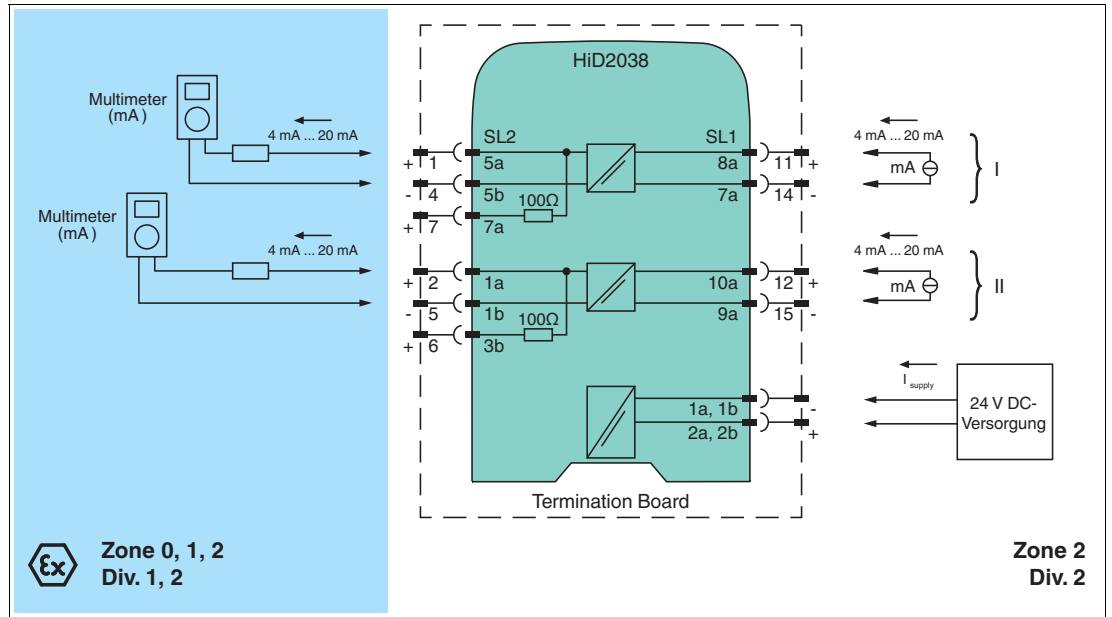 HiD2038
Multimeter
(mA)
4 mA ... 20 mA
SL2
SL1
4 mA ... 20 mA
+ 1
5a
8a
11 +
mA
I
- 4
5b
7a
14 -
100Ω
+ 7
7a
Multimeter
(mA)
4 mA ... 20 mA
4 mA ... 20 mA
+ 2
1a
10a
12 +
mA
II
- 5
1b
9a
15 -
100Ω
+ 6
3b
I supply
1a, 1b
-
2a, 2b
+
24 V DC-
Versorgung
Termination Board
Ex
Zone 0, 1, 2
Div. 1, 2
Zone 2
Div. 2